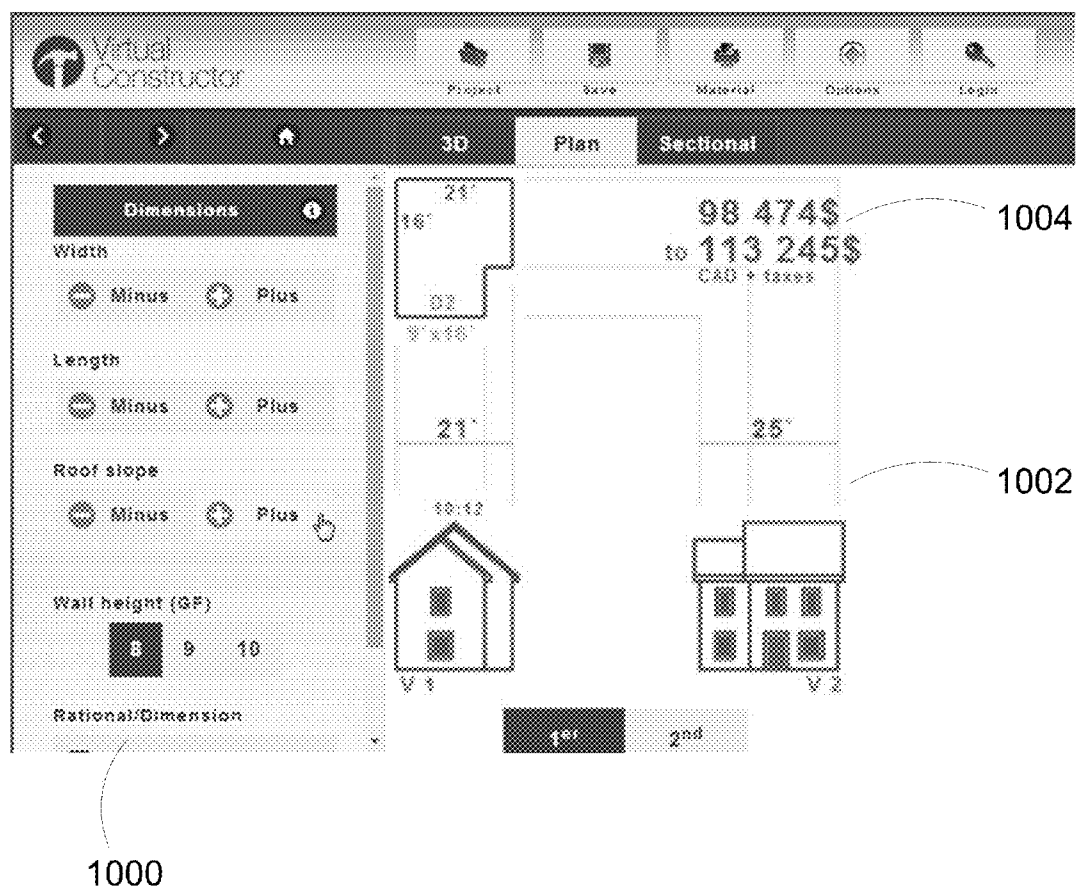 Virtual
Constructor
Project Save Material Options Login
3D Plan Sectional
Dimensions
21'
16'
98 474$
1004
to 113 245$
CAD + taxes
Width
Minus Plus
D2
9'x16'
Length
Minus Plus
21' 25'
Roof slope
1002
Minus Plus
10:12
Wall height (GF)
8 9 10
V 1 V 2
Rational/Dimension
1er 2nd
1000